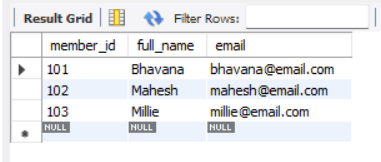 Result Grid Filter Rows:
member_id full_name email
101 Bhavana bhavana@email.com
102 Mahesh mahesh@email.com
103 Millie millie@email.com
NULL NULL NULL